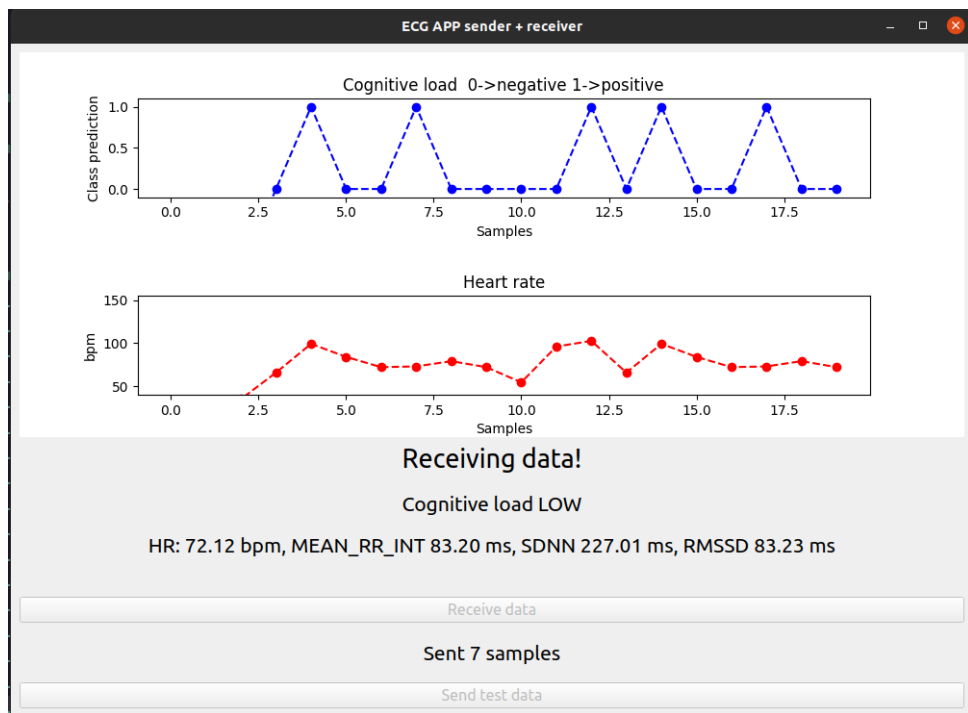 ECG APP sender + receiver
Cognitive load  0->negative 1->positive
Class prediction
1.0
0.5
0.0
0.0 2.5 5.0 7.5 10.0 12.5 15.0 17.5
Samples
Heart rate
bpm
150
100
50
0.0 2.5 5.0 7.5 10.0 12.5 15.0 17.5
Samples
Receiving data!
Cognitive load LOW
HR: 72.12 bpm, MEAN_RR_INT 83.20 ms, SDNN 227.01 ms, RMSSD 83.23 ms
Receive data
Sent 7 samples
Send test data